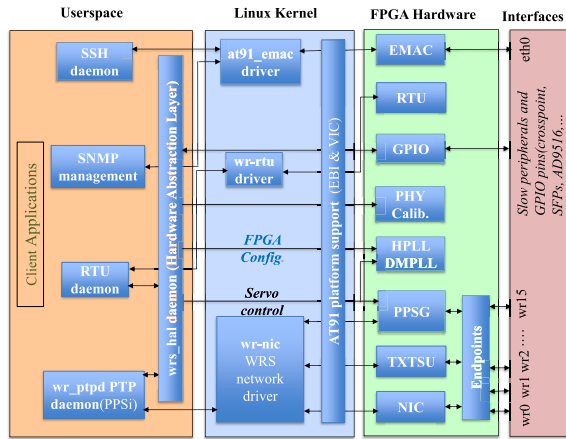 Userspace
Linux Kernel
FPGA Hardware
Interfaces
Client Applications
SSH
daemon
SNMP
management
RTU
daemon
wr_ptpd PTP
daemon(PPSi)
wrs_hal daemon (Hardware Abstraction Layer)
at91_emac
driver
wr-rtu
driver
FPGA
Config.
Servo
control
wr-nic
WRS
network
driver
AT91 platform support (EBI & VIC)
EMAC
RTU
GPIO
PHY
Calib.
HPLL
DMPLL
PPSG
TXTSU
NIC
Endpoints
eth0
Slow peripherals and
GPIO pins(crosspoint,
SFPs, AD9516,...
wr0 wr1 wr2 .... wr15